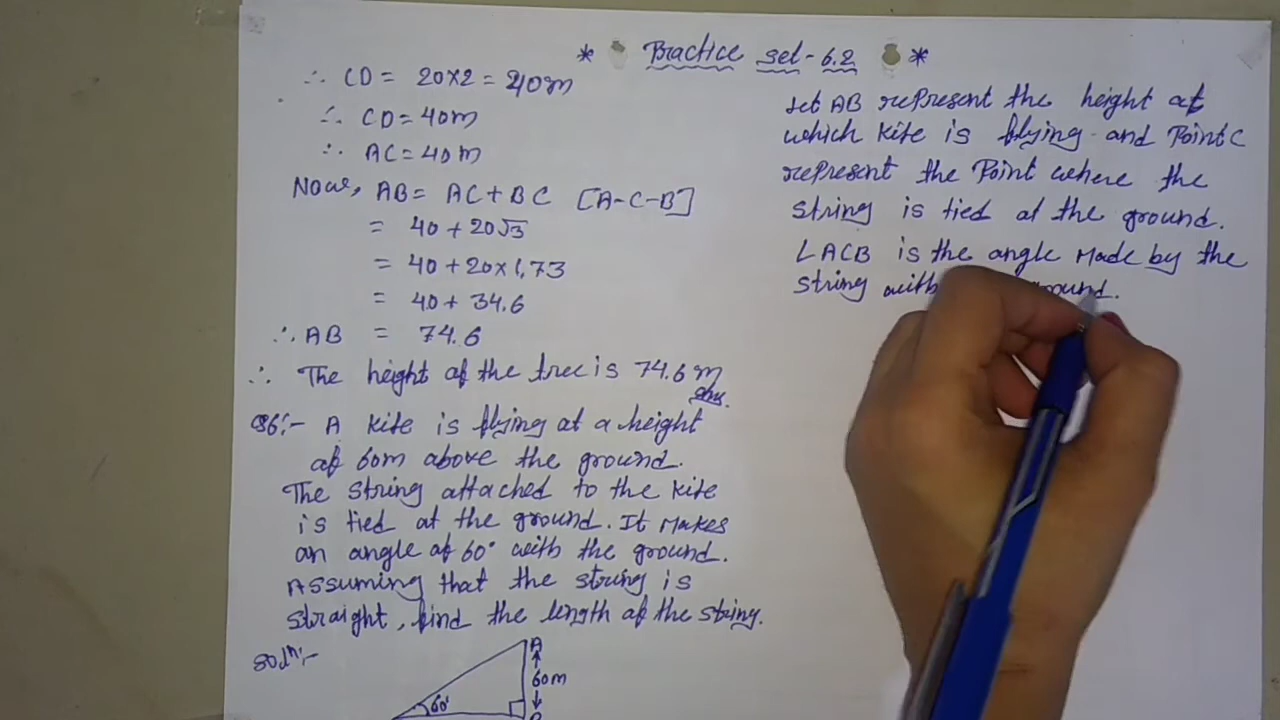 * Practice set-6.2 *
∴ CD = 20×2 = 40m
∴ CD = 40m
∴ AC = 40m
Now, AB = AC + BC [A-C-B]
= 40 + 20√3
= 40 + 20×1.73
= 40 + 34.6
∴ AB = 74.6
∴ The height of the tree is 74.6 m
Ans.
Q6:- A kite is flying at a height
of 60m above the ground.
The string attached to the kite
is tied at the ground. It makes
an angle of 60° with the ground.
Assuming that the string is
straight, find the length of the string.
Solⁿ:-
A
60m
60°
Let AB represent the height at
which kite is flying and Point C
represent the Point where the
string is tied at the ground.
∠ACB is the angle made by the
string with ground.